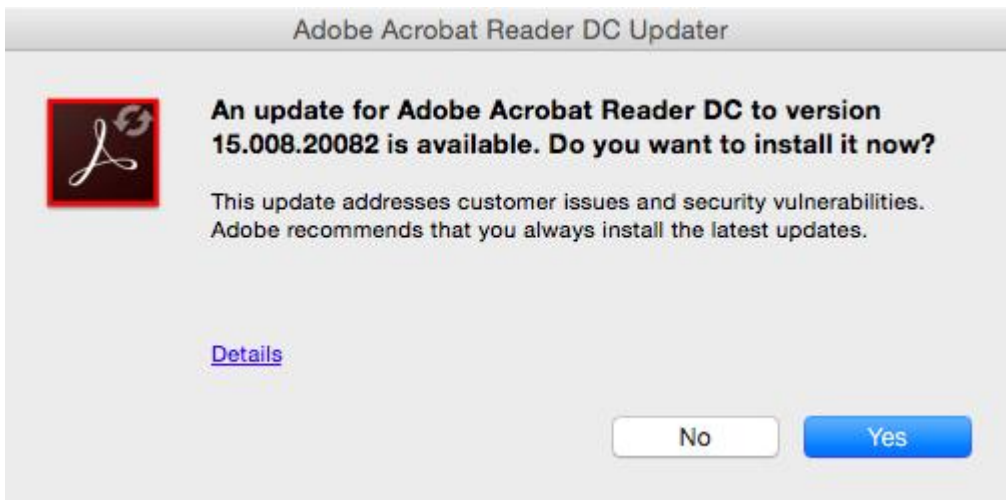 Adobe Acrobat Reader DC Updater
An update for Adobe Acrobat Reader DC to version
15.008.20082 is available. Do you want to install it now?
This update addresses customer issues and security vulnerabilities.
Adobe recommends that you always install the latest updates.
Details
No
Yes